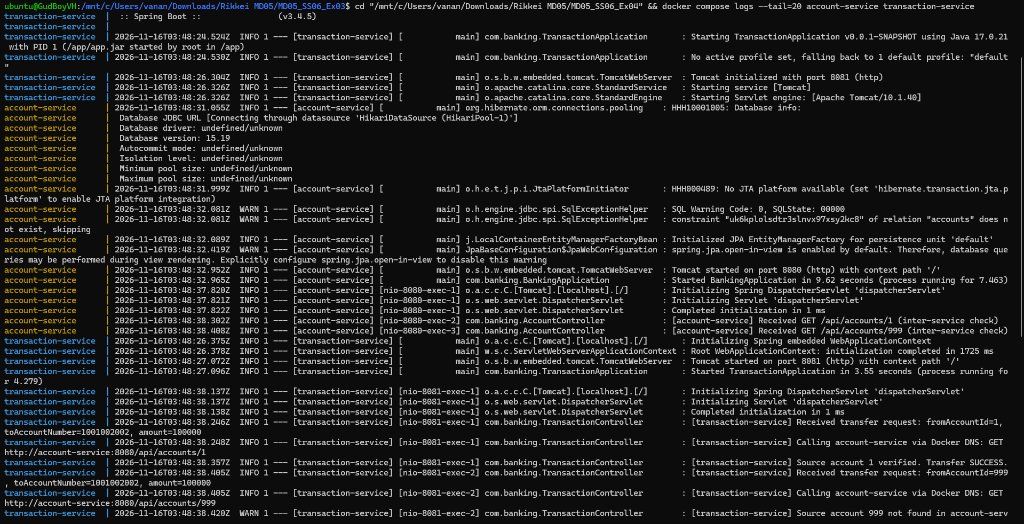 ubuntu@GudBoyVH:/mnt/c/Users/vanan/Downloads/Rikkei MD05/MD05_SS06_Ex03$ cd "/mnt/c/Users/vanan/Downloads/Rikkei MD05/MD05_SS06_Ex04" && docker compose logs --tail=20 account-service transaction-service
transaction-service  |  :: Spring Boot ::                (v3.4.5)
transaction-service  |
transaction-service  | 2026-11-16T03:48:24.524Z  INFO 1 --- [transaction-service] [           main] com.banking.TransactionApplication       : Starting TransactionApplication v0.0.1-SNAPSHOT using Java 17.0.21
 with PID 1 (/app/app.jar started by root in /app)
transaction-service  | 2026-11-16T03:48:24.530Z  INFO 1 --- [transaction-service] [           main] com.banking.TransactionApplication       : No active profile set, falling back to 1 default profile: "default
"
transaction-service  | 2026-11-16T03:48:26.304Z  INFO 1 --- [transaction-service] [           main] o.s.b.w.embedded.tomcat.TomcatWebServer  : Tomcat initialized with port 8081 (http)
transaction-service  | 2026-11-16T03:48:26.326Z  INFO 1 --- [transaction-service] [           main] o.apache.catalina.core.StandardService   : Starting service [Tomcat]
transaction-service  | 2026-11-16T03:48:26.326Z  INFO 1 --- [transaction-service] [           main] o.apache.catalina.core.StandardEngine    : Starting Servlet engine: [Apache Tomcat/10.1.40]
account-service      | 2026-11-16T03:48:31.055Z  INFO 1 --- [account-service] [           main] org.hibernate.orm.connections.pooling    : HHH10001005: Database info:
account-service      |  Database JDBC URL [Connecting through datasource 'HikariDataSource (HikariPool-1)']
account-service      |  Database driver: undefined/unknown
account-service      |  Database version: 15.19
account-service      |  Autocommit mode: undefined/unknown
account-service      |  Isolation level: undefined/unknown
account-service      |  Minimum pool size: undefined/unknown
account-service      |  Maximum pool size: undefined/unknown
account-service      | 2026-11-16T03:48:31.999Z  INFO 1 --- [account-service] [           main] o.h.e.t.j.p.i.JtaPlatformInitiator       : HHH000489: No JTA platform available (set 'hibernate.transaction.jta.p
latform' to enable JTA platform integration)
account-service      | 2026-11-16T03:48:32.081Z  WARN 1 --- [account-service] [           main] o.h.engine.jdbc.spi.SqlExceptionHelper   : SQL Warning Code: 0, SQLState: 00000
account-service      | 2026-11-16T03:48:32.081Z  WARN 1 --- [account-service] [           main] o.h.engine.jdbc.spi.SqlExceptionHelper   : constraint "uk6kplolsdtr3slnvx97xsy2kc8" of relation "accounts" does n
ot exist, skipping
account-service      | 2026-11-16T03:48:32.089Z  INFO 1 --- [account-service] [           main] j.LocalContainerEntityManagerFactoryBean : Initialized JPA EntityManagerFactory for persistence unit 'default'
account-service      | 2026-11-16T03:48:32.419Z  WARN 1 --- [account-service] [           main] JpaBaseConfiguration$JpaWebConfiguration : spring.jpa.open-in-view is enabled by default. Therefore, database que
ries may be performed during view rendering. Explicitly configure spring.jpa.open-in-view to disable this warning
account-service      | 2026-11-16T03:48:32.952Z  INFO 1 --- [account-service] [           main] o.s.b.w.embedded.tomcat.TomcatWebServer  : Tomcat started on port 8080 (http) with context path '/'
account-service      | 2026-11-16T03:48:32.965Z  INFO 1 --- [account-service] [           main] com.banking.BankingApplication           : Started BankingApplication in 9.62 seconds (process running for 7.463)
account-service      | 2026-11-16T03:48:37.820Z  INFO 1 --- [account-service] [nio-8080-exec-1] o.a.c.c.C.[Tomcat].[localhost].[/]       : Initializing Spring DispatcherServlet 'dispatcherServlet'
account-service      | 2026-11-16T03:48:37.821Z  INFO 1 --- [account-service] [nio-8080-exec-1] o.s.web.servlet.DispatcherServlet        : Initializing Servlet 'dispatcherServlet'
account-service      | 2026-11-16T03:48:37.822Z  INFO 1 --- [account-service] [nio-8080-exec-1] o.s.web.servlet.DispatcherServlet        : Completed initialization in 1 ms
account-service      | 2026-11-16T03:48:38.302Z  INFO 1 --- [account-service] [nio-8080-exec-2] com.banking.AccountController            : [account-service] Received GET /api/accounts/1 (inter-service check)
account-service      | 2026-11-16T03:48:38.408Z  INFO 1 --- [account-service] [nio-8080-exec-3] com.banking.AccountController            : [account-service] Received GET /api/accounts/999 (inter-service check)
transaction-service  | 2026-11-16T03:48:26.375Z  INFO 1 --- [transaction-service] [           main] o.a.c.c.C.[Tomcat].[localhost].[/]       : Initializing Spring embedded WebApplicationContext
transaction-service  | 2026-11-16T03:48:26.378Z  INFO 1 --- [transaction-service] [           main] w.s.c.ServletWebServerApplicationContext : Root WebApplicationContext: initialization completed in 1725 ms
transaction-service  | 2026-11-16T03:48:27.072Z  INFO 1 --- [transaction-service] [           main] o.s.b.w.embedded.tomcat.TomcatWebServer  : Tomcat started on port 8081 (http) with context path '/'
transaction-service  | 2026-11-16T03:48:27.096Z  INFO 1 --- [transaction-service] [           main] com.banking.TransactionApplication       : Started TransactionApplication in 3.55 seconds (process running fo
r 4.279)
transaction-service  | 2026-11-16T03:48:38.137Z  INFO 1 --- [transaction-service] [nio-8081-exec-1] o.a.c.c.C.[Tomcat].[localhost].[/]       : Initializing Spring DispatcherServlet 'dispatcherServlet'
transaction-service  | 2026-11-16T03:48:38.137Z  INFO 1 --- [transaction-service] [nio-8081-exec-1] o.s.web.servlet.DispatcherServlet        : Initializing Servlet 'dispatcherServlet'
transaction-service  | 2026-11-16T03:48:38.138Z  INFO 1 --- [transaction-service] [nio-8081-exec-1] o.s.web.servlet.DispatcherServlet        : Completed initialization in 1 ms
transaction-service  | 2026-11-16T03:48:38.246Z  INFO 1 --- [transaction-service] [nio-8081-exec-1] com.banking.TransactionController        : [transaction-service] Received transfer request: fromAccountId=1,
toAccountNumber=1001002002, amount=100000
transaction-service  | 2026-11-16T03:48:38.248Z  INFO 1 --- [transaction-service] [nio-8081-exec-1] com.banking.TransactionController        : [transaction-service] Calling account-service via Docker DNS: GET
http://account-service:8080/api/accounts/1
transaction-service  | 2026-11-16T03:48:38.357Z  INFO 1 --- [transaction-service] [nio-8081-exec-1] com.banking.TransactionController        : [transaction-service] Source account 1 verified. Transfer SUCCESS.
transaction-service  | 2026-11-16T03:48:38.405Z  INFO 1 --- [transaction-service] [nio-8081-exec-2] com.banking.TransactionController        : [transaction-service] Received transfer request: fromAccountId=999
, toAccountNumber=1001002002, amount=100000
transaction-service  | 2026-11-16T03:48:38.405Z  INFO 1 --- [transaction-service] [nio-8081-exec-2] com.banking.TransactionController        : [transaction-service] Calling account-service via Docker DNS: GET
http://account-service:8080/api/accounts/999
transaction-service  | 2026-11-16T03:48:38.420Z  WARN 1 --- [transaction-service] [nio-8081-exec-2] com.banking.TransactionController        : [transaction-service] Source account 999 not found in account-serv